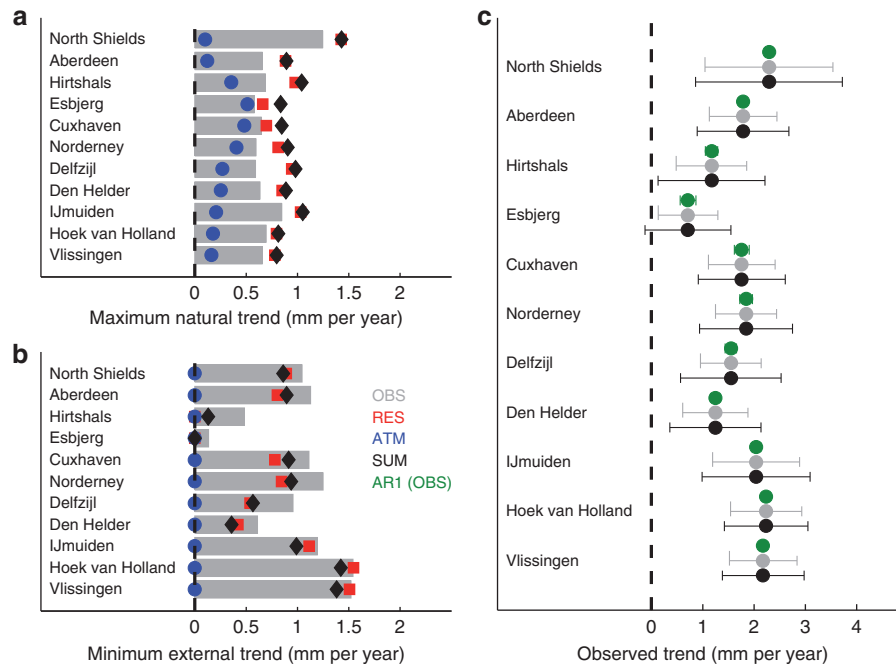 a
North Shields
Aberdeen
Hirtshals
Esbjerg
Cuxhaven
Norderney
Delfzijl
Den Helder
IJmuiden
Hoek van Holland
Vlissingen
0 0.5 1 1.5 2
Maximum natural trend (mm per year)
b
North Shields
Aberdeen
Hirtshals
Esbjerg
Cuxhaven
Norderney
Delfzijl
Den Helder
IJmuiden
Hoek van Holland
Vlissingen
OBS
RES
ATM
SUM
AR1 (OBS)
0 0.5 1 1.5 2
Minimum external trend (mm per year)
c
North Shields
Aberdeen
Hirtshals
Esbjerg
Cuxhaven
Norderney
Delfzijl
Den Helder
IJmuiden
Hoek van Holland
Vlissingen
0 1 2 3 4
Observed trend (mm per year)